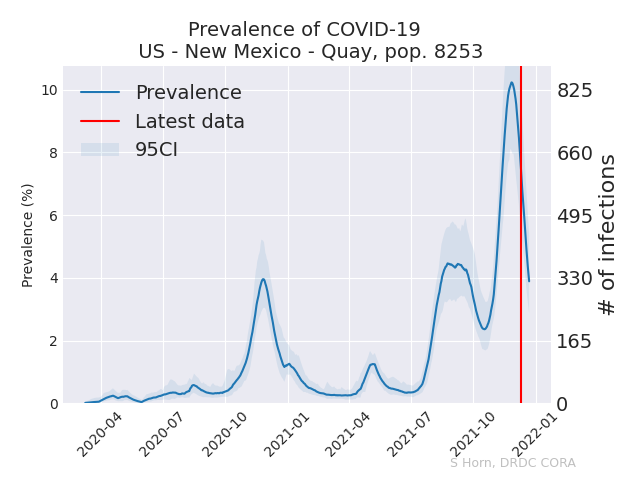 Prevalence of COVID-19
US - New Mexico - Quay, pop. 8253
Prevalence
Latest data
95CI
Prevalence (%)
10
8
6
4
2
0
825
660
495
330
165
0
# of infections
2020-04
2020-07
2020-10
2021-01
2021-04
2021-07
2021-10
2022-01
S Horn, DRDC CORA